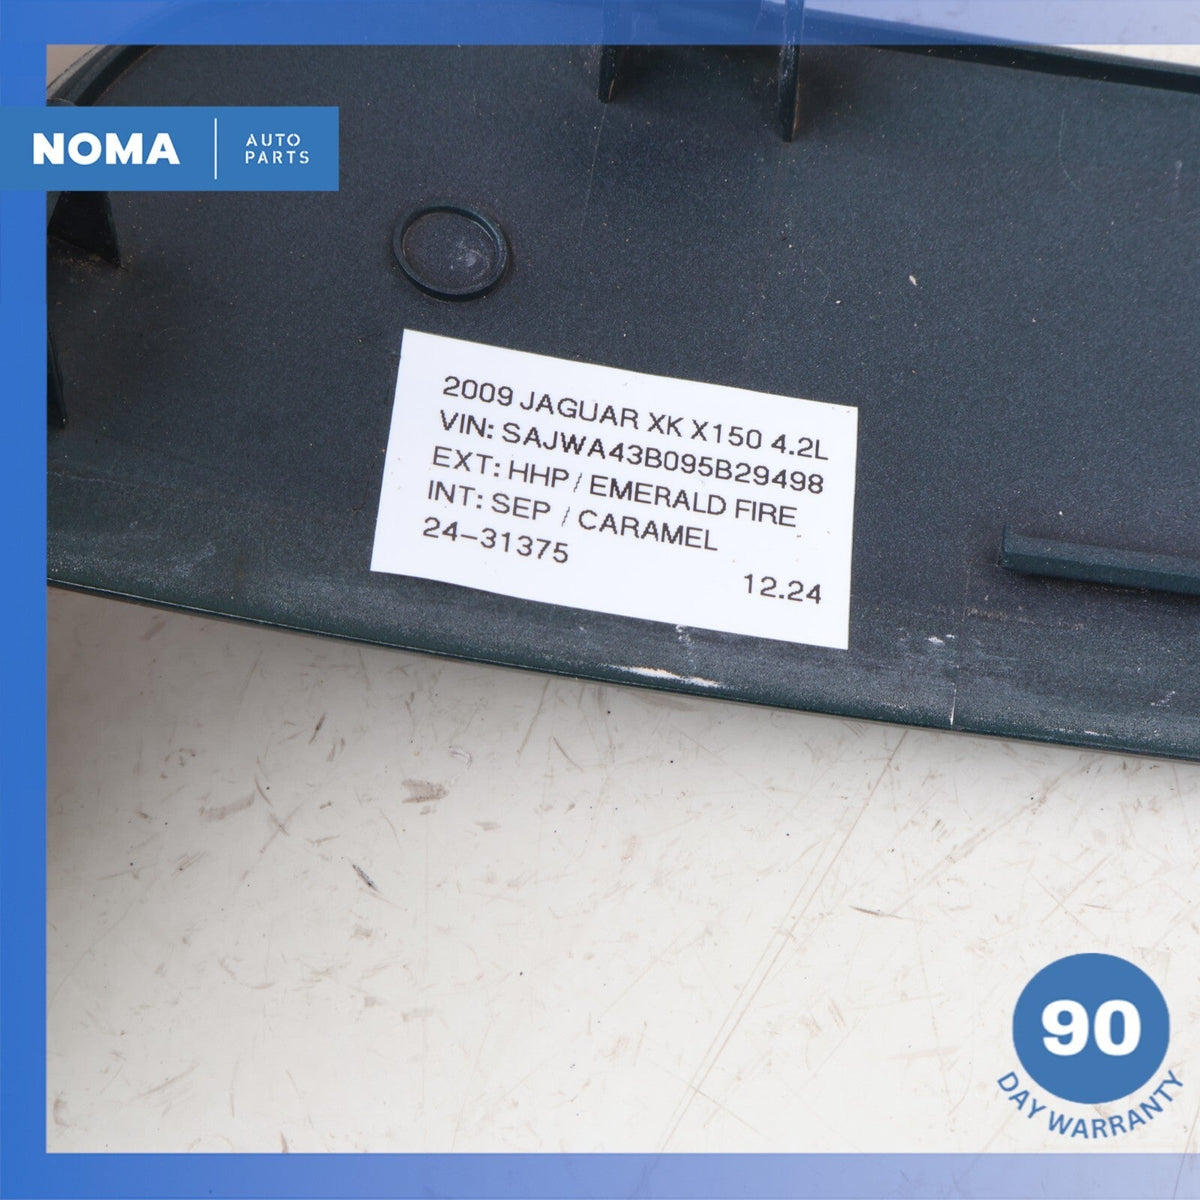 NOMA
AUTO
PARTS
2009 JAGUAR XK X150 4.2L
VIN: SAJWA43B095B29498
EXT: HHP / EMERALD FIRE
INT: SEP / CARAMEL
24-31375
12.24
90
DAY WARRANTY